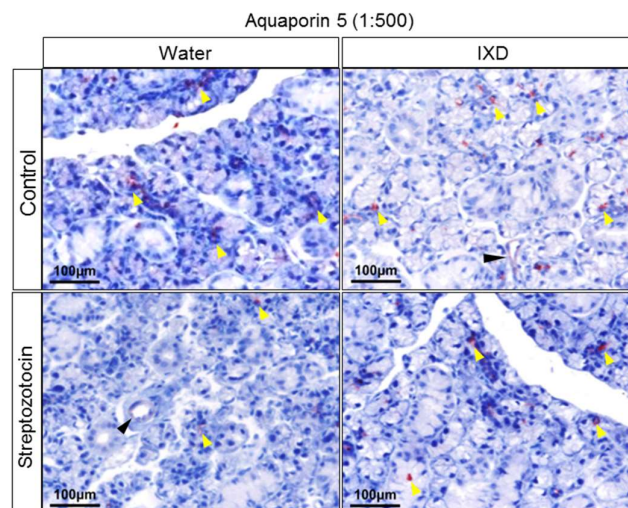 Aquaporin 5 (1:500)
Water
IXD
Control
100µm
100µm
Streptozotocin
100µm
100µm